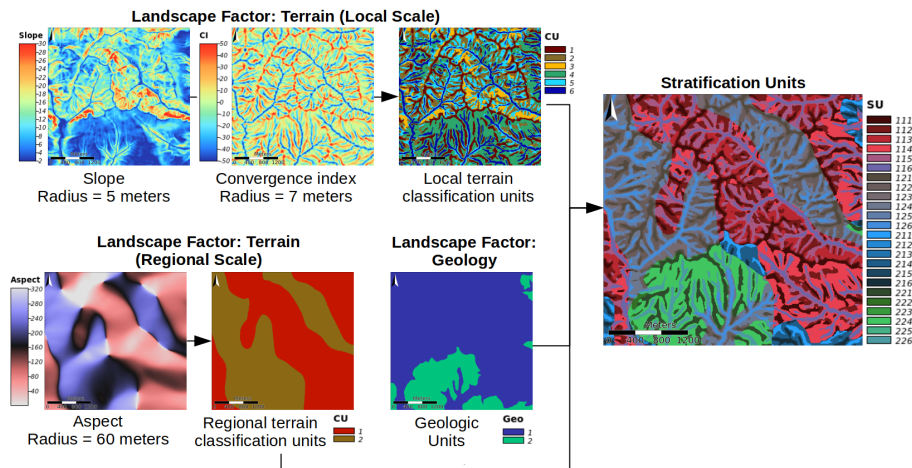 Landscape Factor: Terrain (Local Scale)
Slope
30
28
26
24
22
20
18
16
14
12
10
8
6
4
2
CI
50
40
30
20
10
0
-10
-20
-30
-40
-50
CU
1
2
3
4
5
6
Meters
0 400 800 1200
Slope
Radius = 5 meters
Convergence index
Radius = 7 meters
Local terrain
classification units
Stratification Units
SU
111
112
113
114
115
116
121
122
123
124
125
126
211
212
213
214
215
216
221
222
223
224
225
226
Meters
0 400 800 1200
Landscape Factor: Terrain
(Regional Scale)
Landscape Factor:
Geology
Aspect
320
280
240
200
160
120
80
40
Aspect
Radius = 60 meters
Regional terrain
classification units
CU
1
2
Geologic
Units
Geo
1
2